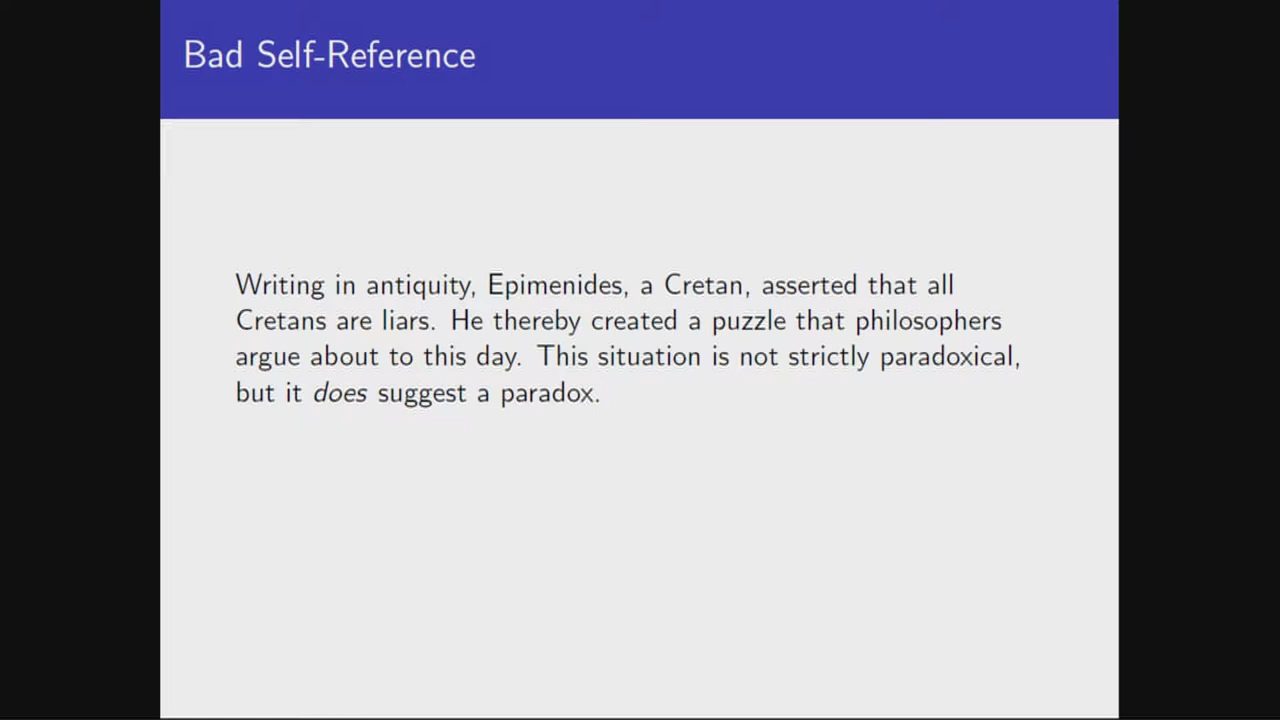 Bad Self-Reference
Writing in antiquity, Epimenides, a Cretan, asserted that all
Cretans are liars. He thereby created a puzzle that philosophers
argue about to this day. This situation is not strictly paradoxical,
but it does suggest a paradox.